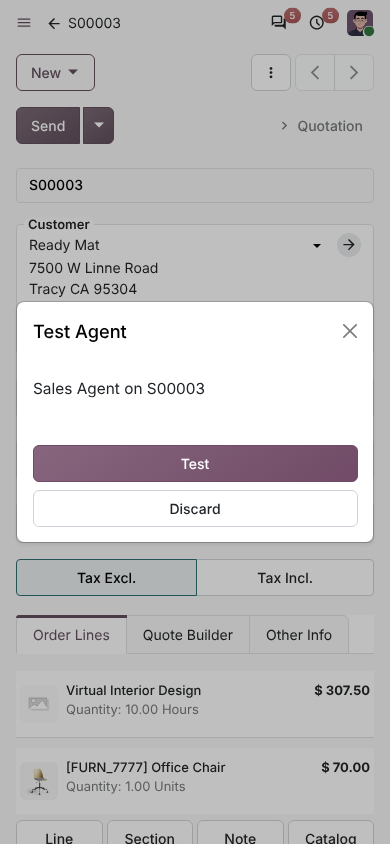 S00003
5
5
New
Send
Quotation
S00003
Customer
Ready Mat
7500 W Linne Road
Tracy CA 95304
Test Agent
Sales Agent on S00003
Test
Discard
Tax Excl.
Tax Incl.
Order Lines
Quote Builder
Other Info
Virtual Interior Design
$ 307.50
Quantity: 10.00 Hours
[FURN_7777] Office Chair
$ 70.00
Quantity: 1.00 Units
Line
Section
Note
Catalog